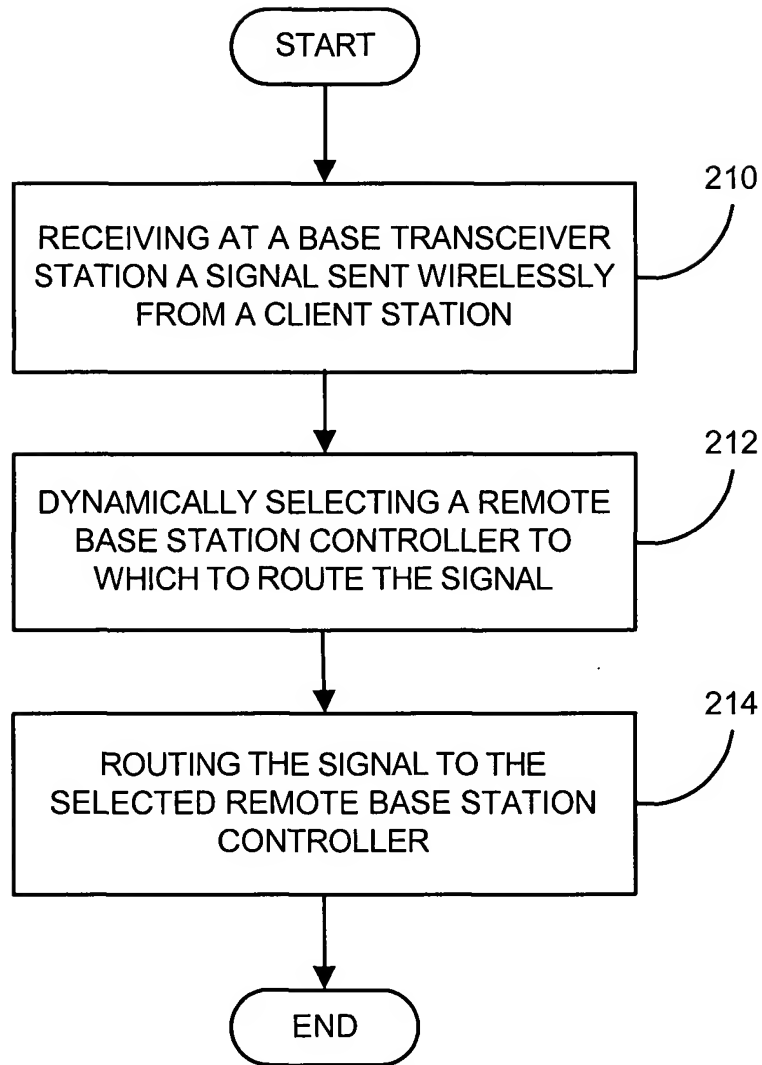 START
210
RECEIVING AT A BASE TRANSCEIVER
STATION A SIGNAL SENT WIRELESSLY
FROM A CLIENT STATION
212
DYNAMICALLY SELECTING A REMOTE
BASE STATION CONTROLLER TO
WHICH TO ROUTE THE SIGNAL
214
ROUTING THE SIGNAL TO THE
SELECTED REMOTE BASE STATION
CONTROLLER
END